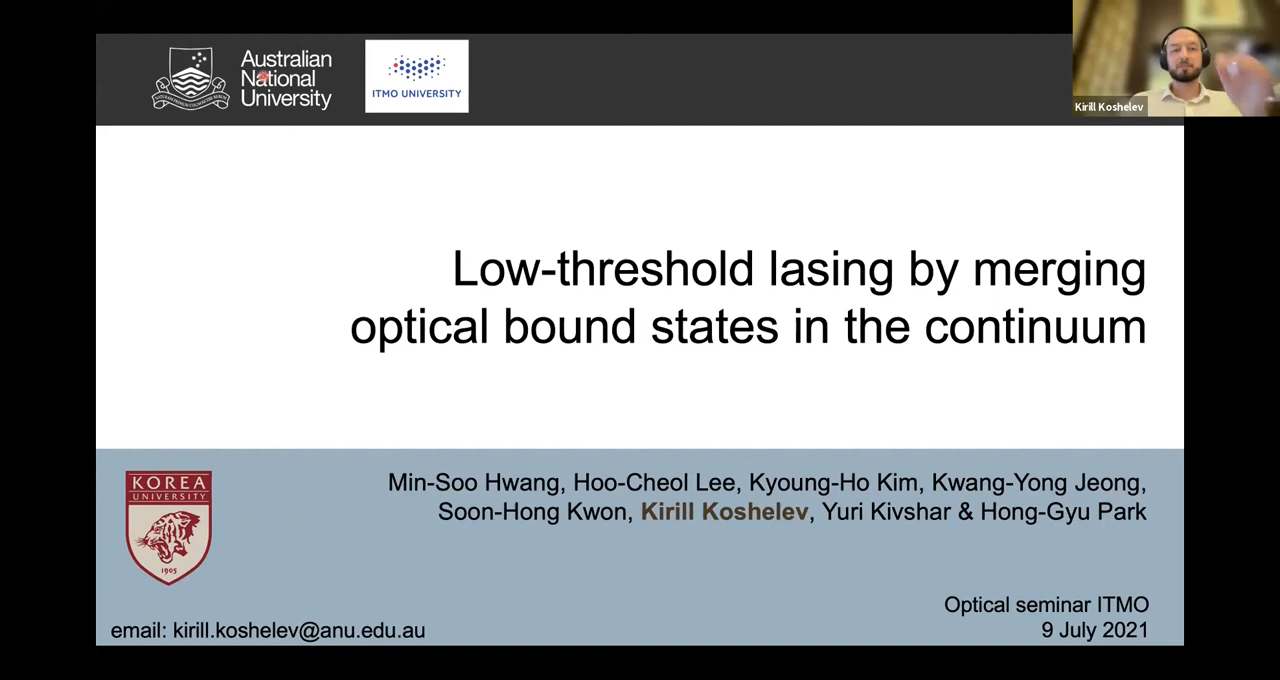 Australian
National
University
ITMO UNIVERSITY
Kirill Koshelev
Low-threshold lasing by merging
optical bound states in the continuum
KOREA
UNIVERSITY
1905
Min-Soo Hwang, Hoo-Cheol Lee, Kyoung-Ho Kim, Kwang-Yong Jeong,
Soon-Hong Kwon, Kirill Koshelev, Yuri Kivshar & Hong-Gyu Park
Optical seminar ITMO
9 July 2021
email: kirill.koshelev@anu.edu.au